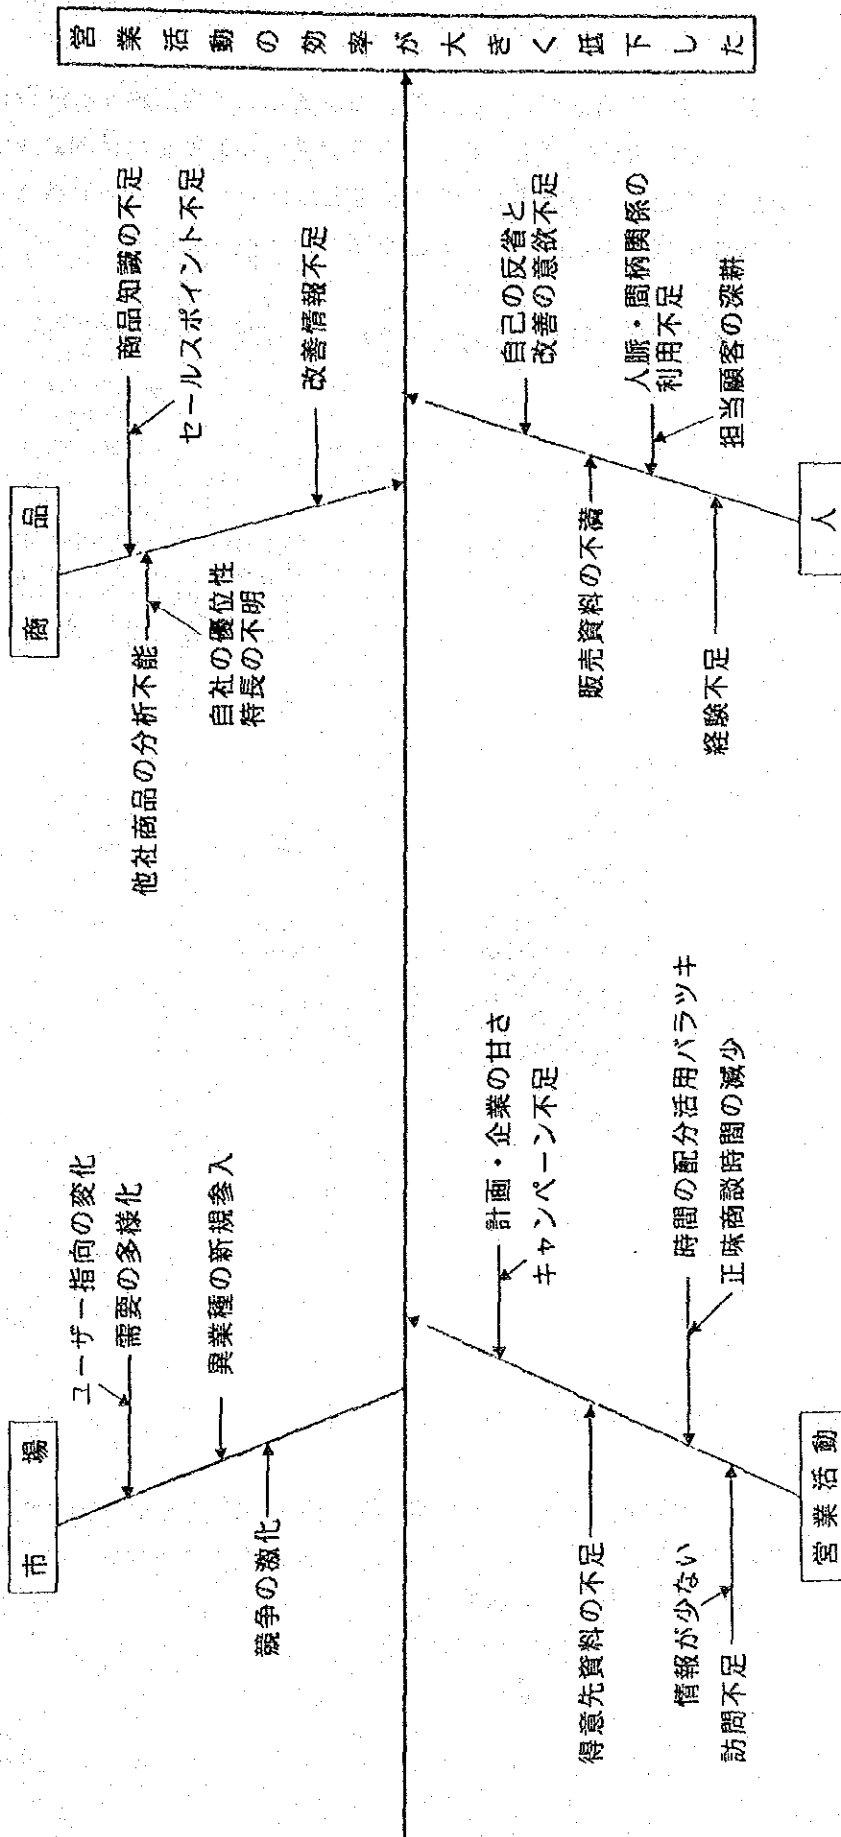 営業活動の効率が大きく低下した
市場
ユーザー指向の変化
需要の多様化
異業種の新規参入
競争の激化
商品
商品知識の不足
セールスポイント不足
他社商品の分析不能
自社の優位性
特長の不明
改善情報不足
営業活動
計画・企業の甘さ
キャンペーン不足
得意先資料の不足
時間の配分活用バラツキ
正味商談時間の減少
情報が少ない
訪問不足
人
自己の反省と
改善の意欲不足
販売資料の不満
人脈・間柄関係の
利用不足
担当顧客の深耕
経験不足